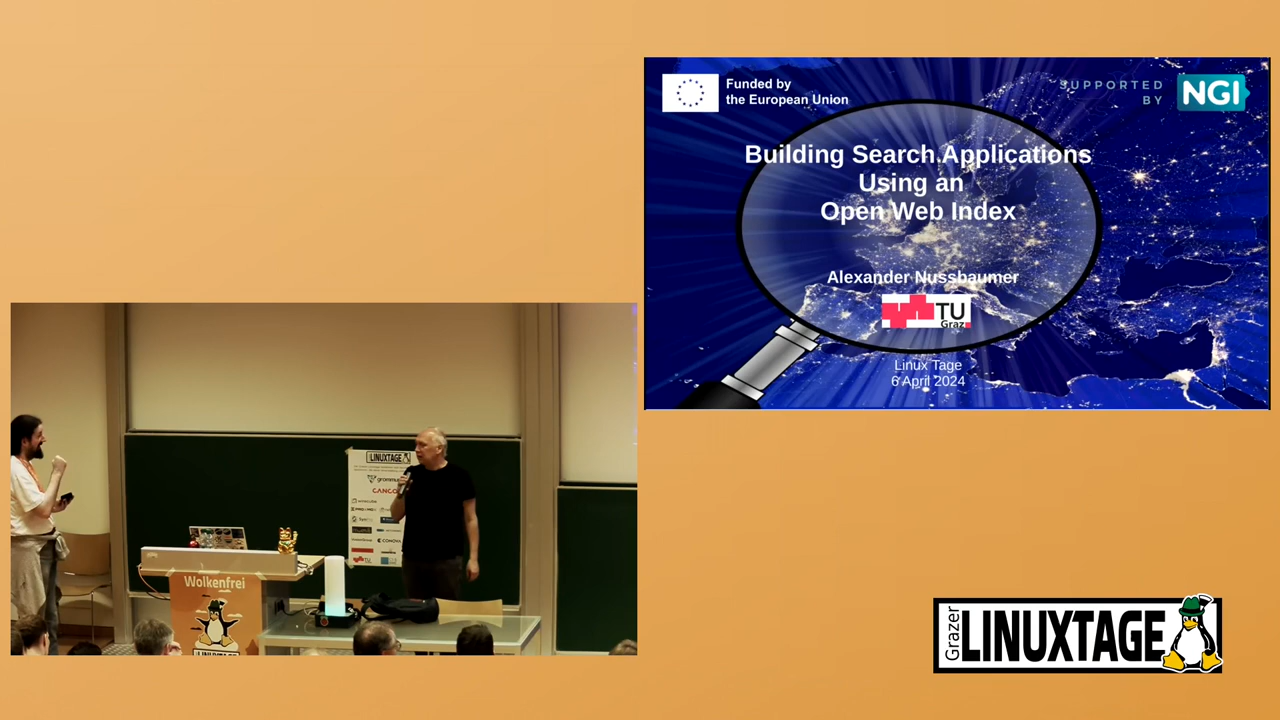 Funded by
the European Union
SUPPORTED
BY
NGI
Building Search Applications
Using an
Open Web Index
Alexander Nussbaumer
TU
Graz
Linux Tage
6 April 2024
LINUXTAGE
Wolkenfrei
Grazer
LINUXTAGE